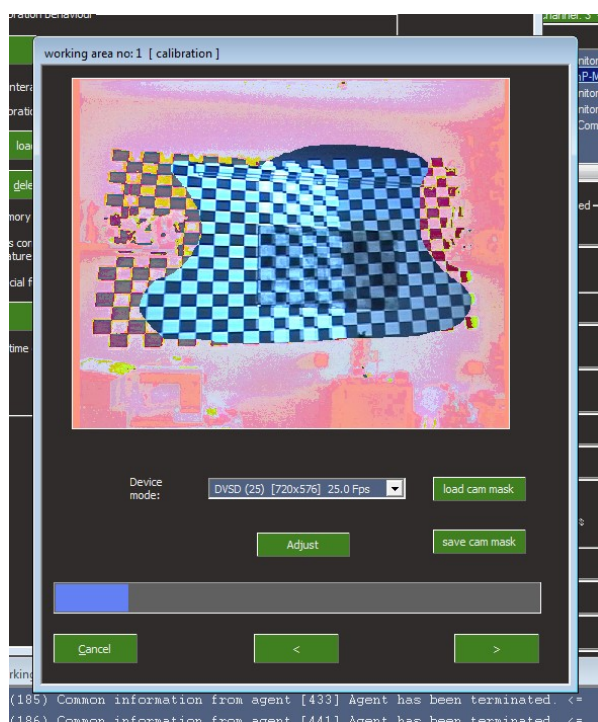 channel: 3
working area no: 1 [ calibration ]
Device
mode:
DVSD (25) [720x576] 25.0 Fps
load cam mask
Adjust
save cam mask
Cancel
<
>
(185) Common information from agent [433] Agent has been terminated. <=
(186) Common information from agent [441] Agent has been terminated. <=